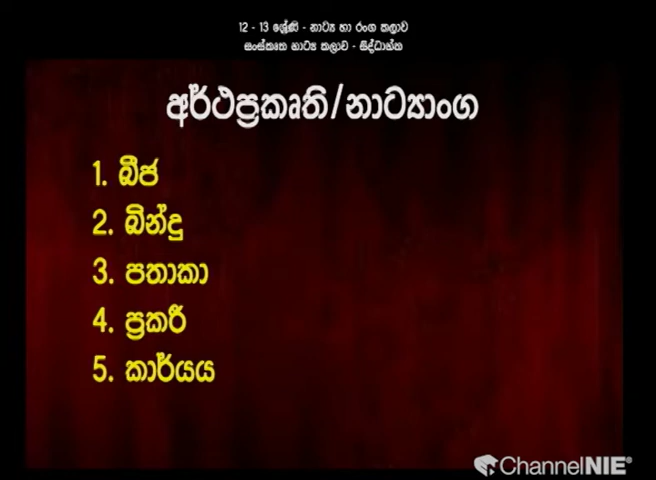 12 - 13 ශ්‍රේණි - නාට්‍ය හා රංග කලාව
සංස්කෘත නාට්‍ය කලාව - සිද්ධාන්ත
අර්ථප්‍රකෘති/නාට්‍යාංග
1. බීජ
2. බින්දු
3. පතාකා
4. ප්‍රකරී
5. කාර්යය
ChannelNIE®